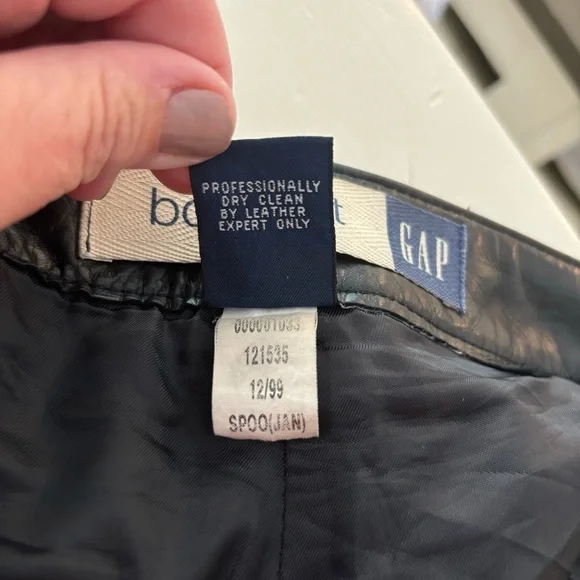 PROFESSIONALLY
DRY CLEAN
BY LEATHER
EXPERT ONLY
GAP
121535
12/99
SPOO(JAN)